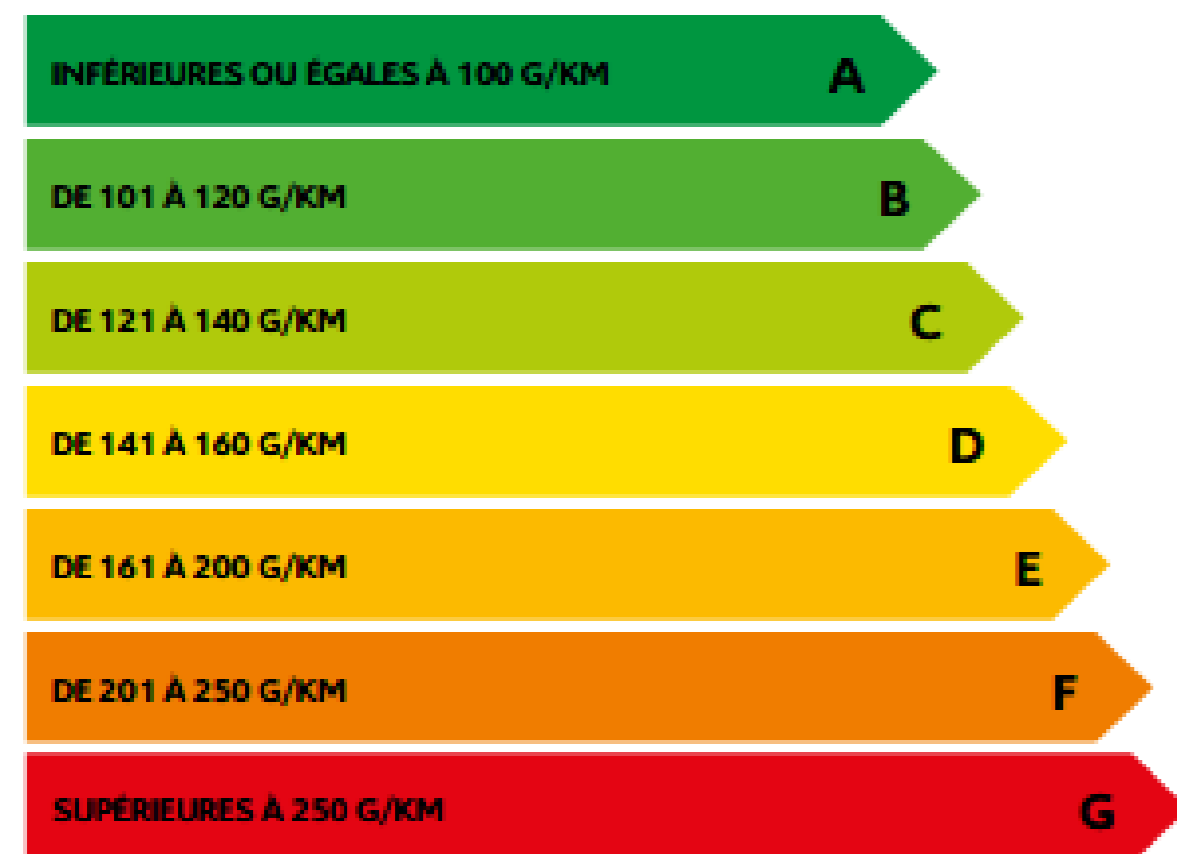 INFÉRIEURES OU ÉGALES À 100 G/KM A
DE 101 À 120 G/KM B
DE 121 À 140 G/KM C
DE 141 À 160 G/KM D
DE 161 À 200 G/KM E
DE 201 À 250 G/KM F
SUPÉRIEURES À 250 G/KM G